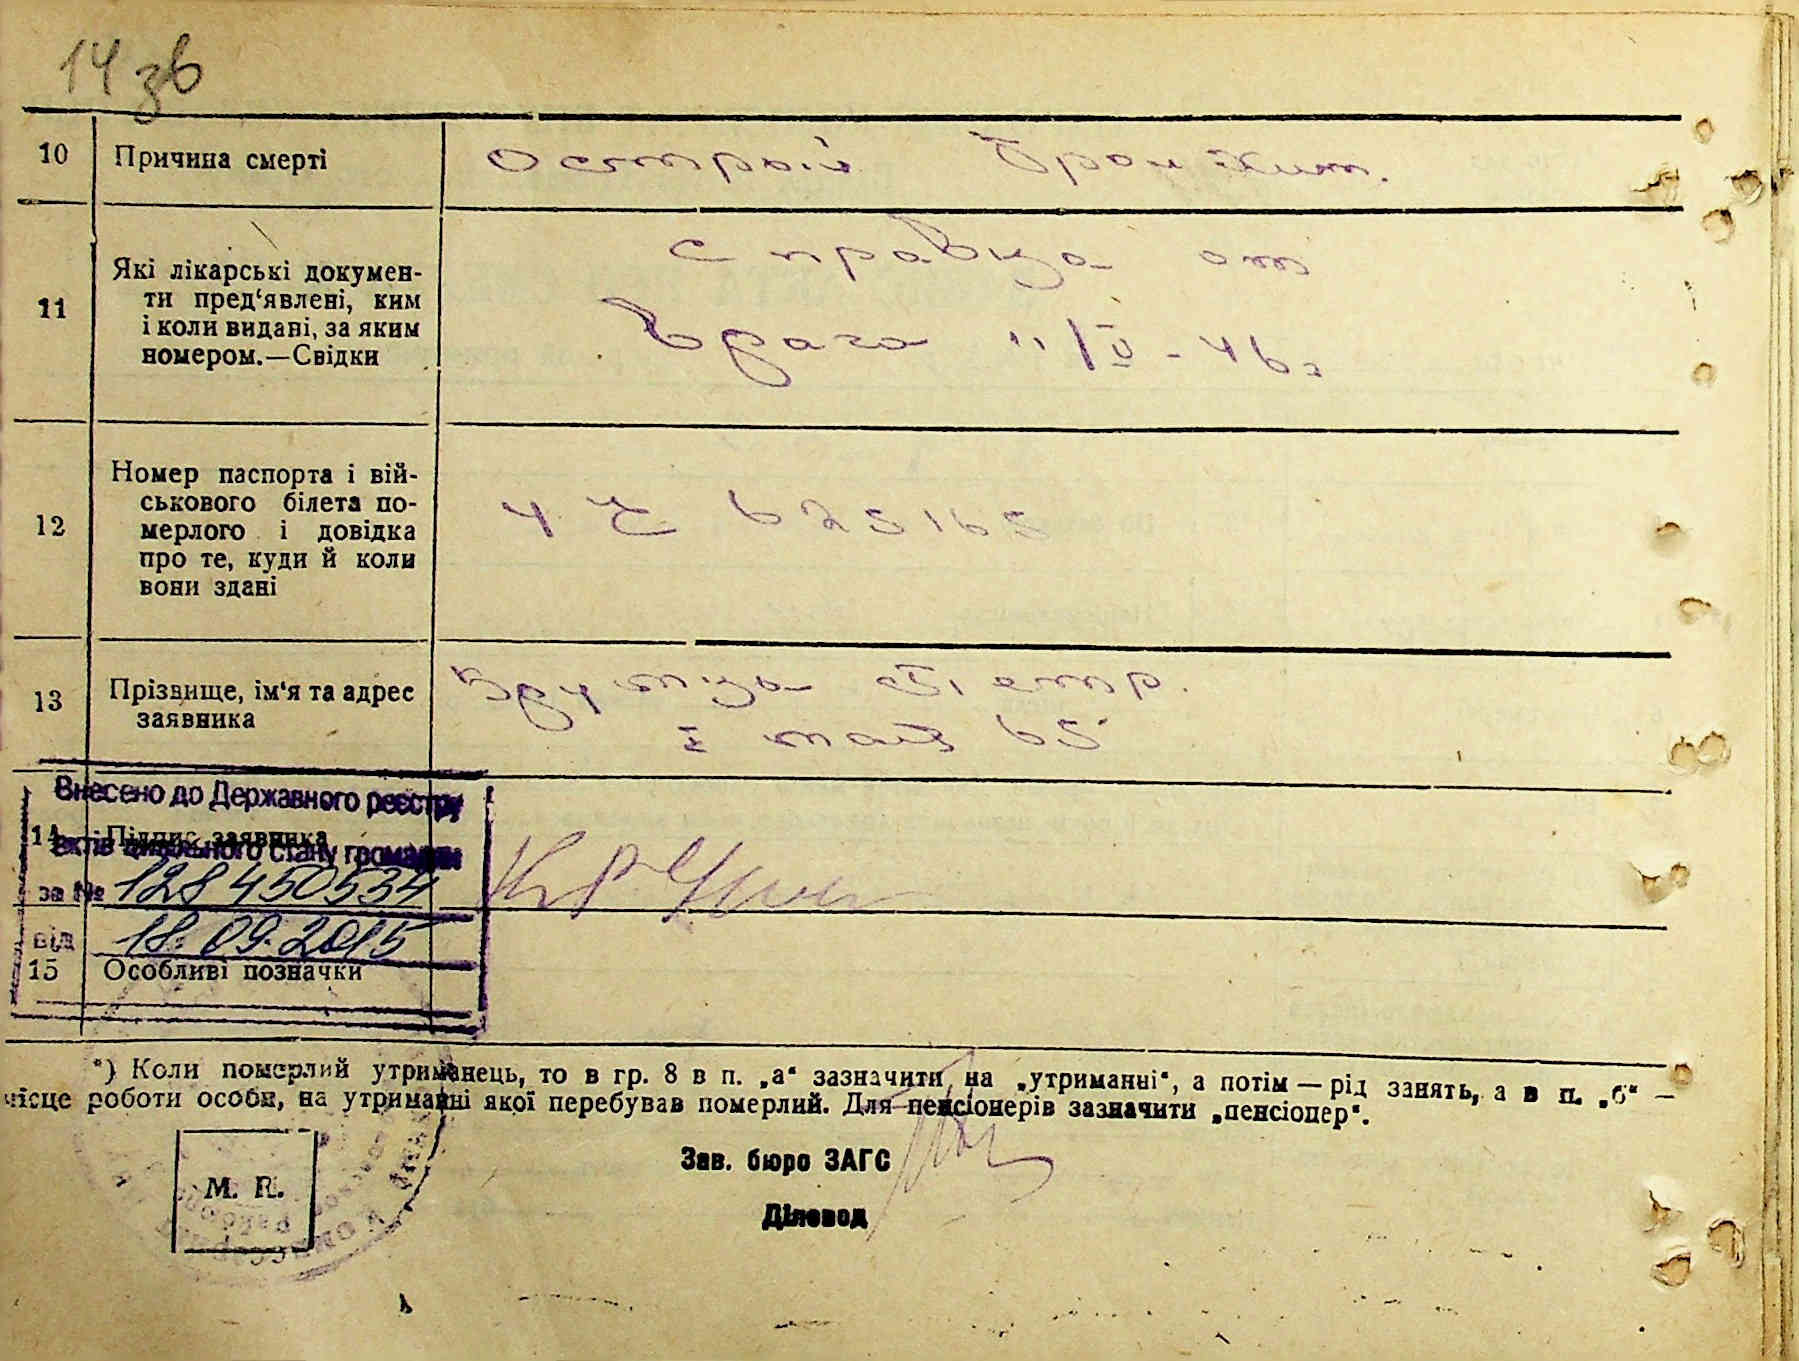 14 зв
10 Причина смерті Острый Бронхит.
11 Які лікарські докумен-
ти пред'явлені, ким
і коли видані, за яким
номером.—Свідки
Справка от
Врача 11/V - 46 г
12 Номер паспорта і вій-
ськового білета по-
мерлого і довідка
про те, куди й коли
вони здані
625165
13 Прізвище, ім'я та адрес
заявника
Петр.
I мая 65
Внесено до Державного реєстру
14 Підпис заявника
актів цивільного стану громадян
за № 128450534
від 18.09.2015
15 Особливі позначки
*) Коли померлий утриманець, то в гр. 8 в п. „а“ зазначити на „утриманні“, а потім — рід занять, а в п. „б“ —
місце роботи особи, на утриманні якої перебував померлий. Для пенсіонерів зазначити „пенсіонер“.
Зав. бюро ЗАГС
М. П.
Діловод